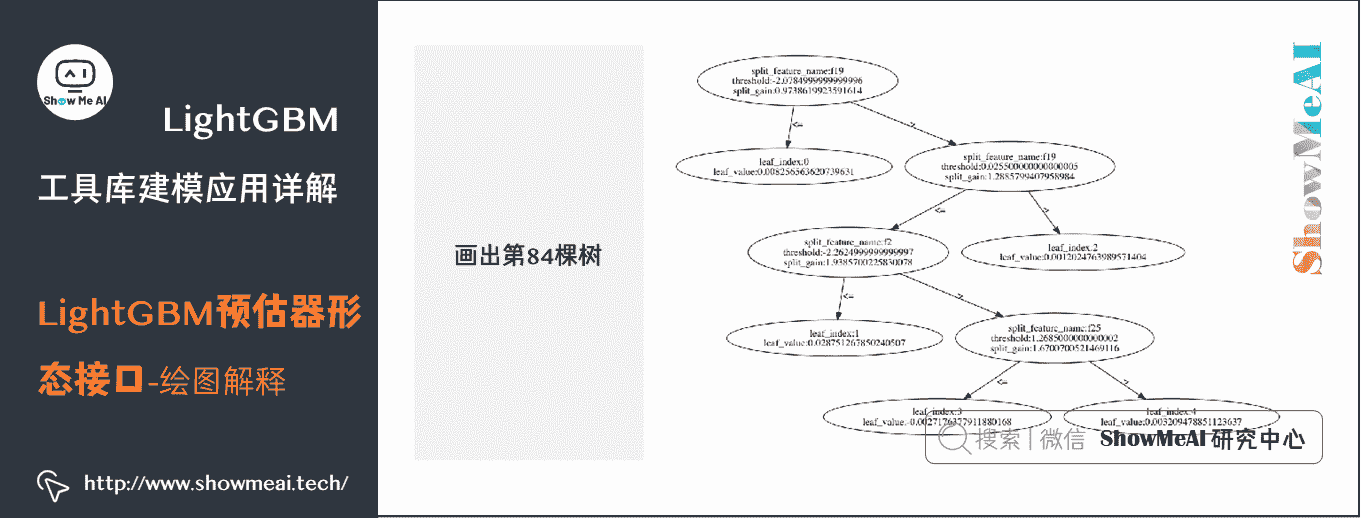 Show Me AI
LightGBM
工具库建模应用详解
LightGBM预估器形
态接口-绘图解释
http://www.showmeai.tech/
画出第84棵树
split_feature_name:f19
threshold:-2.0784999999999996
split_gain:0.9738619923591614
<=
>
leaf_index:0
leaf_value:0.008256563620739631
split_feature_name:f19
threshold:0.025500000000000005
split_gain:1.2885799407958984
<=
>
split_feature_name:f2
threshold:-2.2624999999999997
split_gain:1.9385700225830078
leaf_index:2
leaf_value:0.0012024763989571404
<=
>
leaf_index:1
leaf_value:0.028751267850240507
split_feature_name:f25
threshold:1.2685000000000002
split_gain:1.6700700521469116
<=
>
leaf_index:3
leaf_value:-0.0027176377911880168
leaf_index:4
leaf_value:0.003209478851123637
搜索|微信 ShowMeAI 研究中心
ShowMeAI